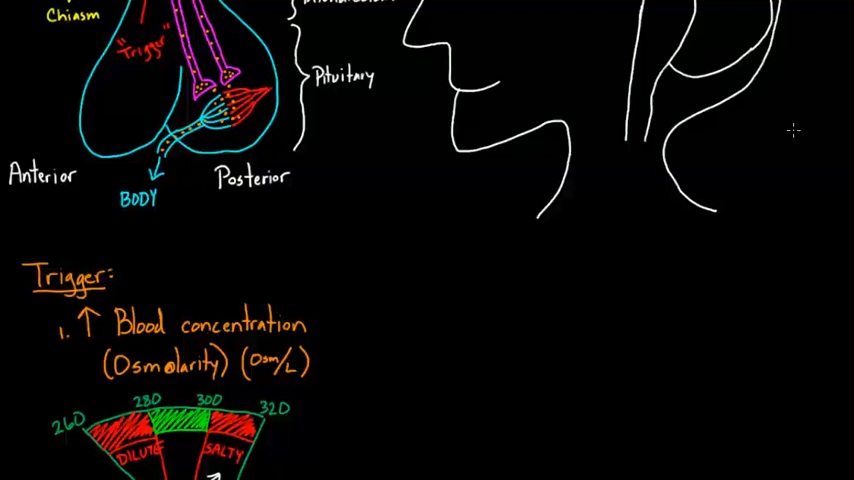 Chiasm
"Trigger"
Pituitary
Anterior
Posterior
BODY
Trigger:
1. ↑ Blood concentration
(Osmolarity) (Osm/L)
260 280 300 320
DILUTE SALTY